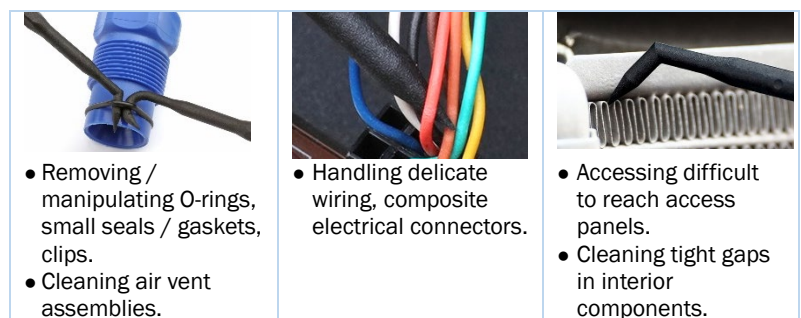 ● Removing /
manipulating O-rings,
small seals / gaskets,
clips.
● Cleaning air vent
assemblies.
● Handling delicate
wiring, composite
electrical connectors.
● Accessing difficult
to reach access
panels.
● Cleaning tight gaps
in interior
components.